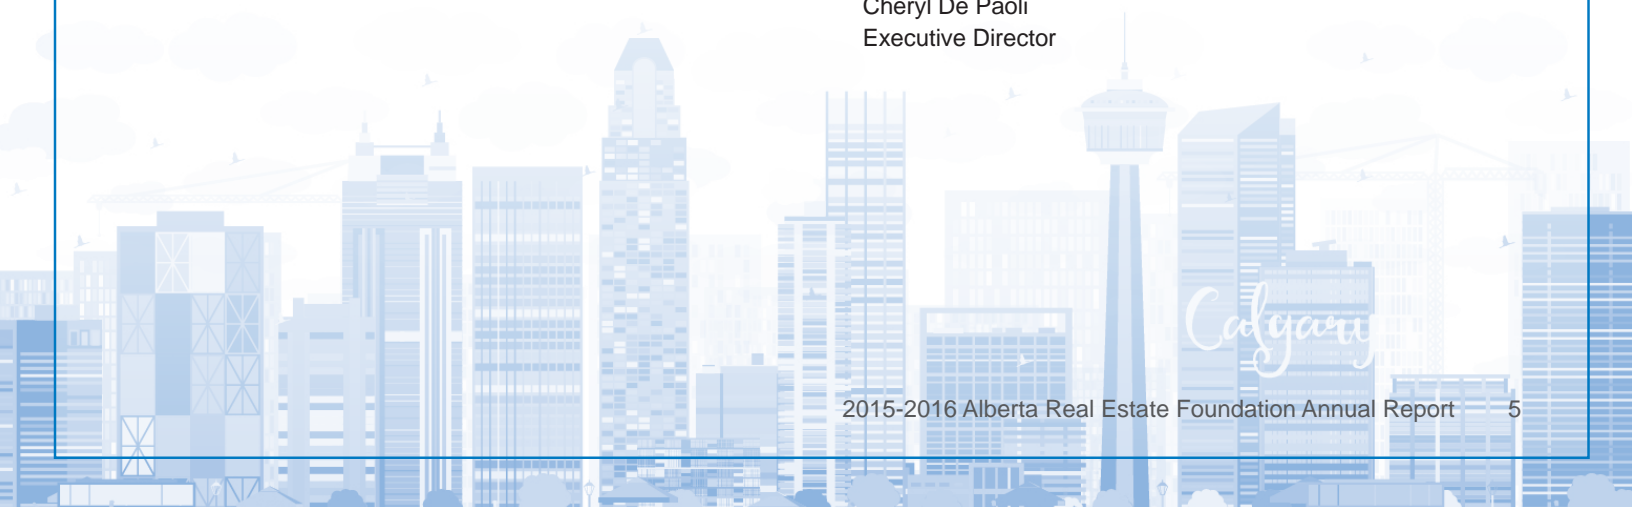 Cheryl De Paoli
Executive Director
Calgary
2015-2016 Alberta Real Estate Foundation Annual Report 5